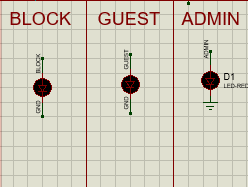 BLOCK
GUEST
ADMIN
BLOCK
GND
GUEST
GND
ADMIN
D1
LED-RED